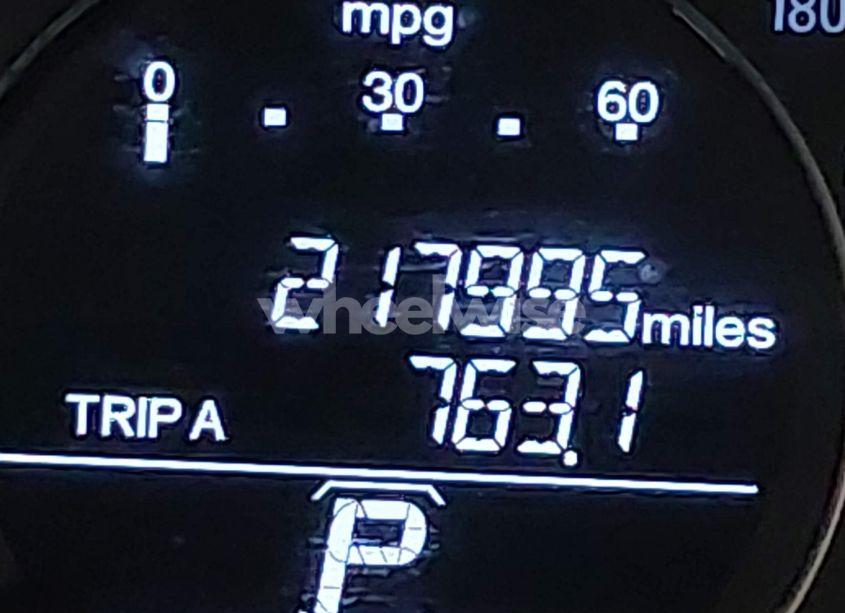 mpg
180
0 30 60
217995 miles
wheelwise
TRIP A 763.1
P